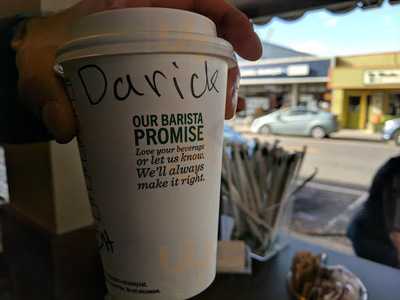 Darick
OUR BARISTA
PROMISE
Love your beverage
or let us know.
We'll always
make it right.